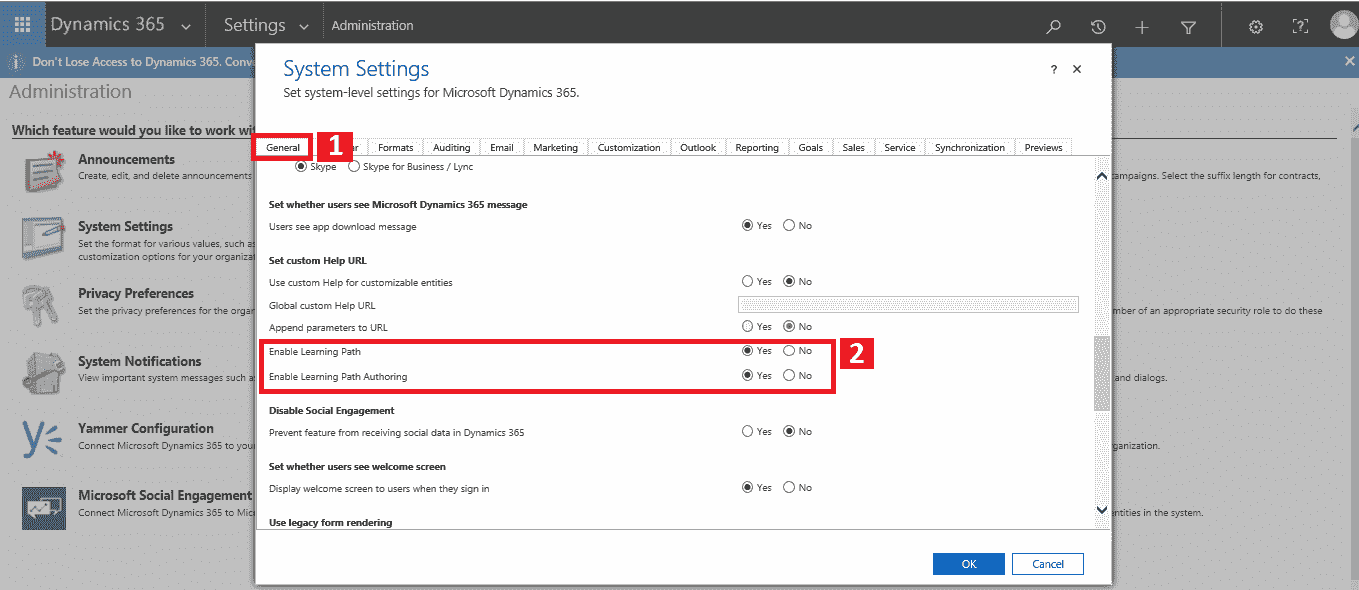 Dynamics 365
Settings
Administration
Don't Lose Access to Dynamics 365.
Administration
Which feature would you like to work
Announcements
Create, edit, and delete announcements
campaigns. Select the suffix length for contracts,
System Settings
Set the format for various values, such as
customization options for your
Privacy Preferences
Set the privacy preferences for the
of an appropriate security role to do these
System Notifications
View important system messages such as
and dialogs.
Yammer Configuration
Connect Microsoft Dynamics 365 to your
Microsoft Social Engagement
Connect Microsoft Dynamics 365 to
entities in the system.
System Settings
? 
Set system-level settings for Microsoft Dynamics 365.
General 1 Formats Auditing Email Marketing Customization Outlook Reporting Goals Sales Service Synchronization Previews
Skype Skype for Business / Lync
Set whether users see Microsoft Dynamics 365 message
Users see app download message Yes No
Set custom Help URL
Use custom Help for customizable entities Yes No
Global custom Help URL
Append parameters to URL Yes No
Enable Learning Path Yes No 2
Enable Learning Path Authoring Yes No
Disable Social Engagement
Prevent feature from receiving social data in Dynamics 365 Yes No
Set whether users see welcome screen
Display welcome screen to users when they sign in Yes No
Use legacy form rendering
OK Cancel